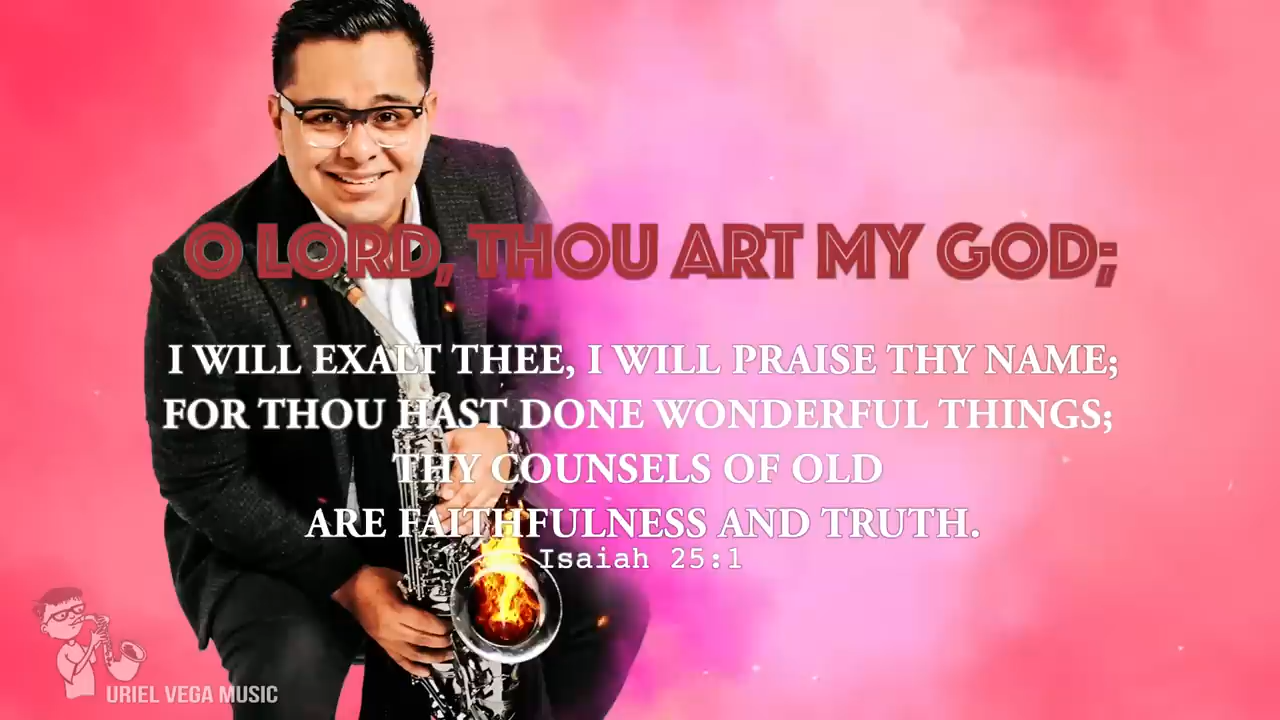 O LORD, THOU ART MY GOD;
I WILL EXALT THEE, I WILL PRAISE THY NAME;
FOR THOU HAST DONE WONDERFUL THINGS;
THY COUNSELS OF OLD
ARE FAITHFULNESS AND TRUTH.
Isaiah 25:1
URIEL VEGA MUSIC